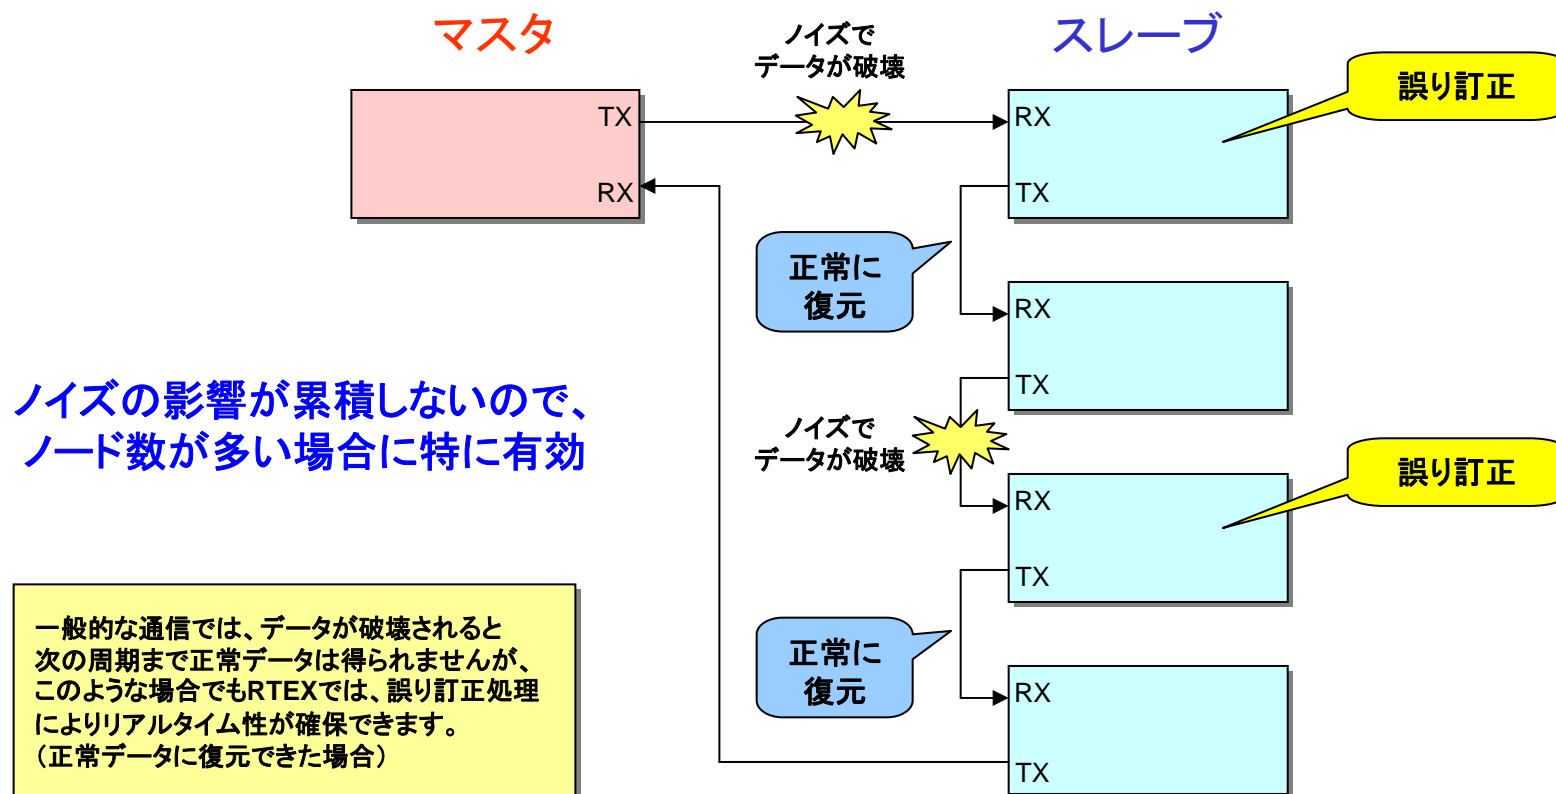 マスタ
ノイズで
データが破壊
スレーブ
誤り訂正
TX
RX
RX
TX
正常に
復元
RX
TX
ノイズの影響が累積しないので、
ノード数が多い場合に特に有効
ノイズで
データが破壊
誤り訂正
RX
TX
正常に
復元
RX
TX
一般的な通信では、データが破壊されると
次の周期まで正常データは得られませんが、
このような場合でもRTEXでは、誤り訂正処理
によりリアルタイム性が確保できます。
（正常データに復元できた場合）